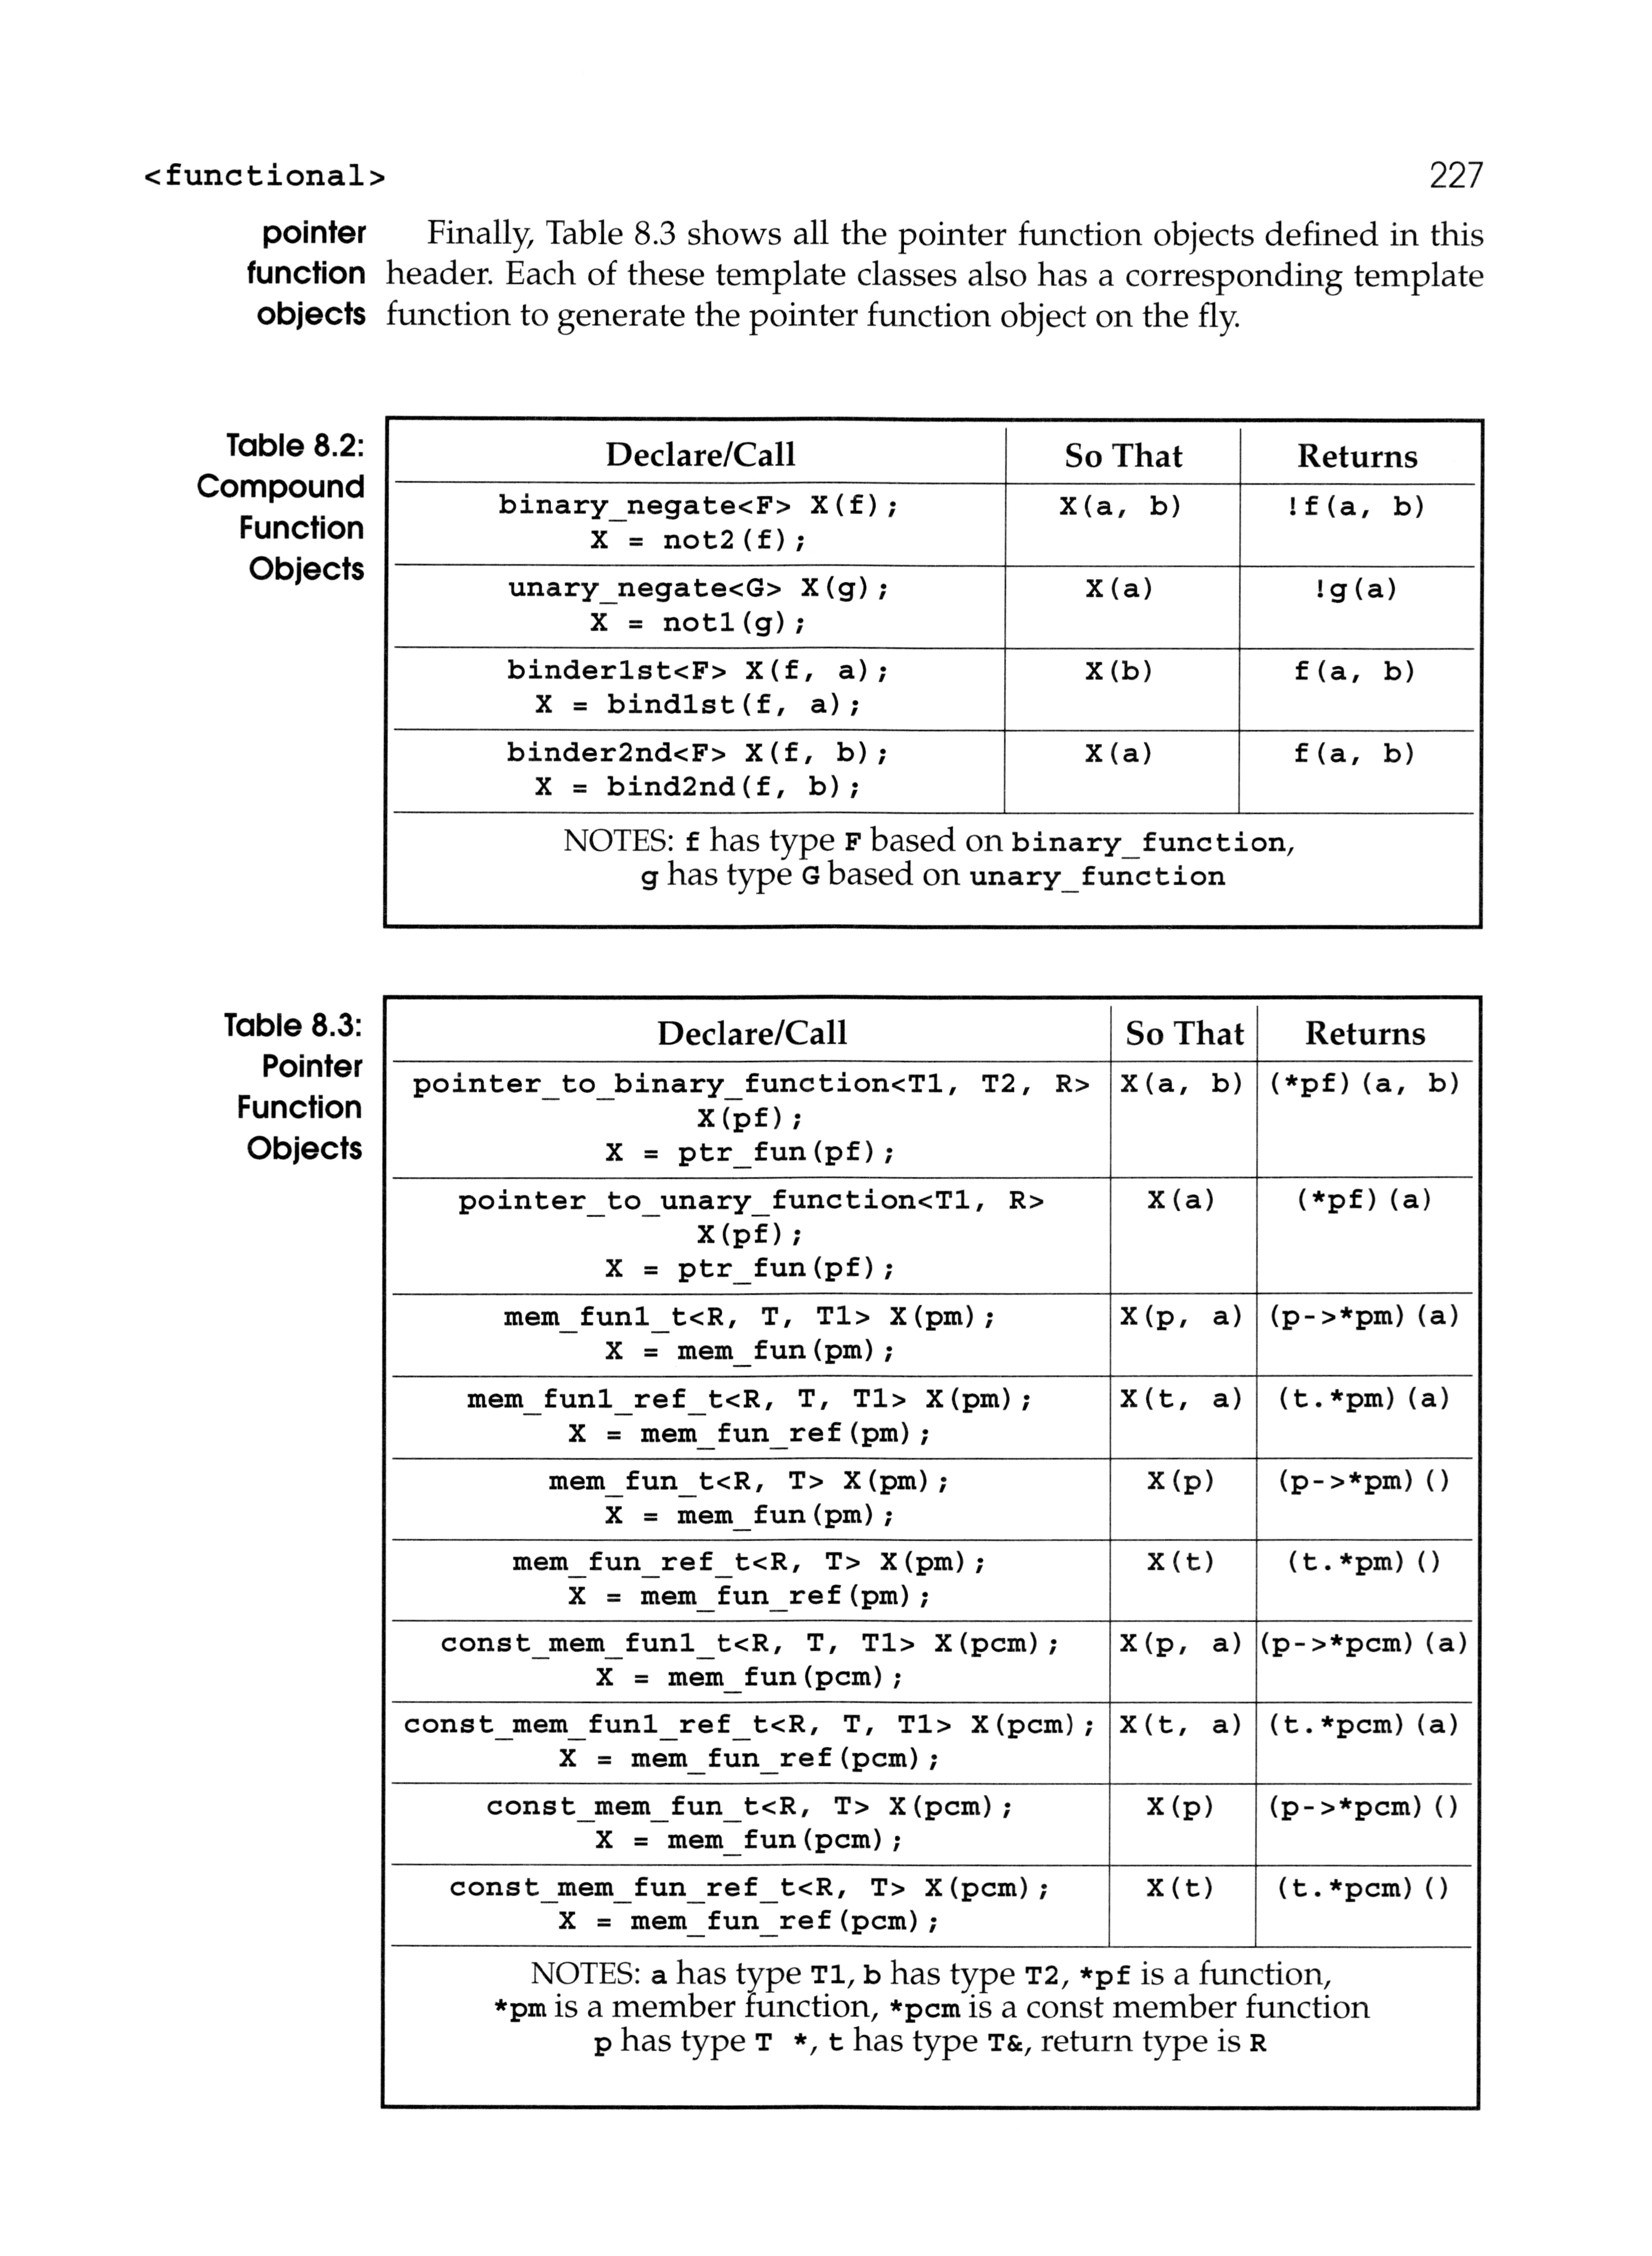 <functional>
227
pointer
function
objects
Finally, Table 8.3 shows all the pointer function objects defined in this
header. Each of these template classes also has a corresponding template
function to generate the pointer function object on the fly.
Table 8.2:
Compound
Function
Objects
Declare/Call So That Returns
binary_negate<F> X(f); X(a, b) !f(a, b)
X = not2(f);
unary_negate<G> X(g); X(a) !g(a)
X = not1(g);
binder1st<F> X(f, a); X(b) f(a, b)
X = bind1st(f, a);
binder2nd<F> X(f, b); X(a) f(a, b)
X = bind2nd(f, b);
NOTES: f has type F based on binary_function,
g has type G based on unary_function
Table 8.3:
Pointer
Function
Objects
Declare/Call So That Returns
pointer_to_binary_function<T1, T2, R> X(a, b) (*pf)(a, b)
X(pf);
X = ptr_fun(pf);
pointer_to_unary_function<T1, R> X(a) (*pf)(a)
X(pf);
X = ptr_fun(pf);
mem_fun1_t<R, T, T1> X(pm); X(p, a) (p->*pm)(a)
X = mem_fun(pm);
mem_fun1_ref_t<R, T, T1> X(pm); X(t, a) (t.*pm)(a)
X = mem_fun_ref(pm);
mem_fun_t<R, T> X(pm); X(p) (p->*pm)()
X = mem_fun(pm);
mem_fun_ref_t<R, T> X(pm); X(t) (t.*pm)()
X = mem_fun_ref(pm);
const_mem_fun1_t<R, T, T1> X(pcm); X(p, a) (p->*pcm)(a)
X = mem_fun(pcm);
const_mem_fun1_ref_t<R, T, T1> X(pcm); X(t, a) (t.*pcm)(a)
X = mem_fun_ref(pcm);
const_mem_fun_t<R, T> X(pcm); X(p) (p->*pcm)()
X = mem_fun(pcm);
const_mem_fun_ref_t<R, T> X(pcm); X(t) (t.*pcm)()
X = mem_fun_ref(pcm);
NOTES: a has type T1, b has type T2, *pf is a function,
*pm is a member function, *pcm is a const member function
p has type T *, t has type T&, return type is R